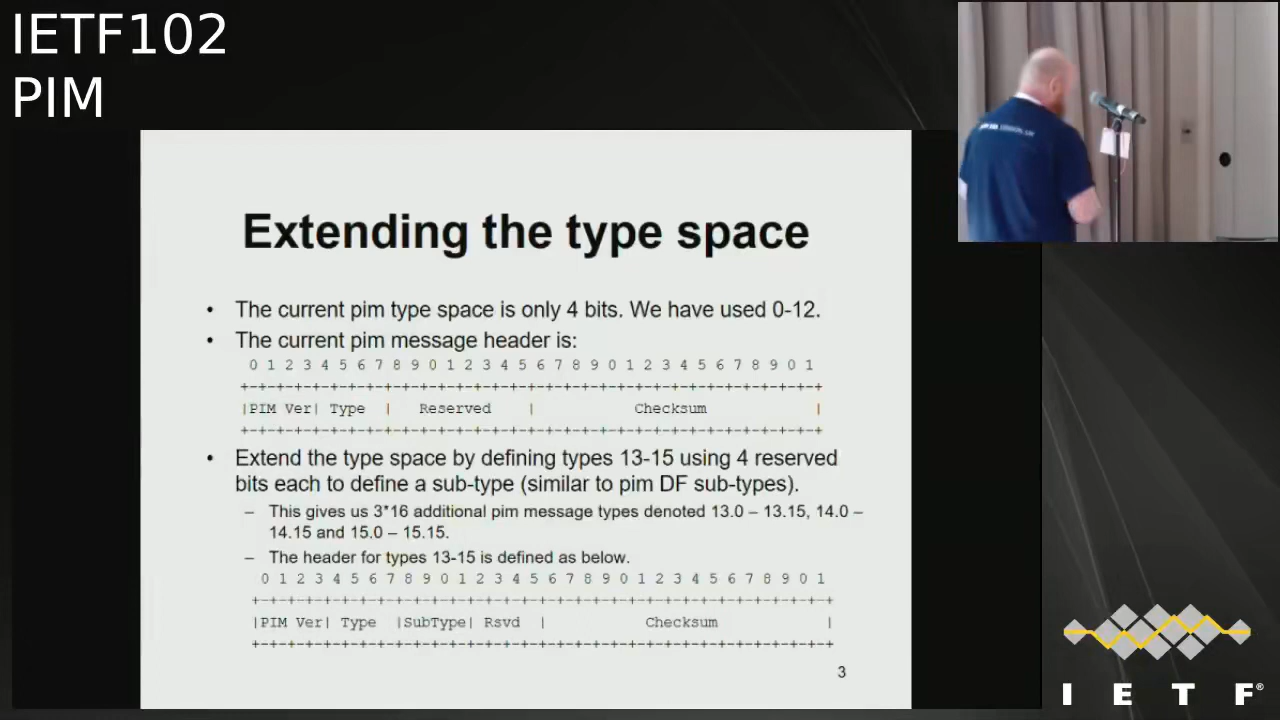 IETF102
PIM
Extending the type space
• The current pim type space is only 4 bits. We have used 0-12.
• The current pim message header is:
0 1 2 3 4 5 6 7 8 9 0 1 2 3 4 5 6 7 8 9 0 1 2 3 4 5 6 7 8 9 0 1
+-+-+-+-+-+-+-+-+-+-+-+-+-+-+-+-+-+-+-+-+-+-+-+-+-+-+-+-+-+-+-+-+
|PIM Ver| Type | Reserved | Checksum |
+-+-+-+-+-+-+-+-+-+-+-+-+-+-+-+-+-+-+-+-+-+-+-+-+-+-+-+-+-+-+-+-+
• Extend the type space by defining types 13-15 using 4 reserved
bits each to define a sub-type (similar to pim DF sub-types).
– This gives us 3*16 additional pim message types denoted 13.0 – 13.15, 14.0 –
14.15 and 15.0 – 15.15.
– The header for types 13-15 is defined as below.
0 1 2 3 4 5 6 7 8 9 0 1 2 3 4 5 6 7 8 9 0 1 2 3 4 5 6 7 8 9 0 1
+-+-+-+-+-+-+-+-+-+-+-+-+-+-+-+-+-+-+-+-+-+-+-+-+-+-+-+-+-+-+-+-+
|PIM Ver| Type |SubType| Rsvd | Checksum |
+-+-+-+-+-+-+-+-+-+-+-+-+-+-+-+-+-+-+-+-+-+-+-+-+-+-+-+-+-+-+-+-+
3
I E T F®